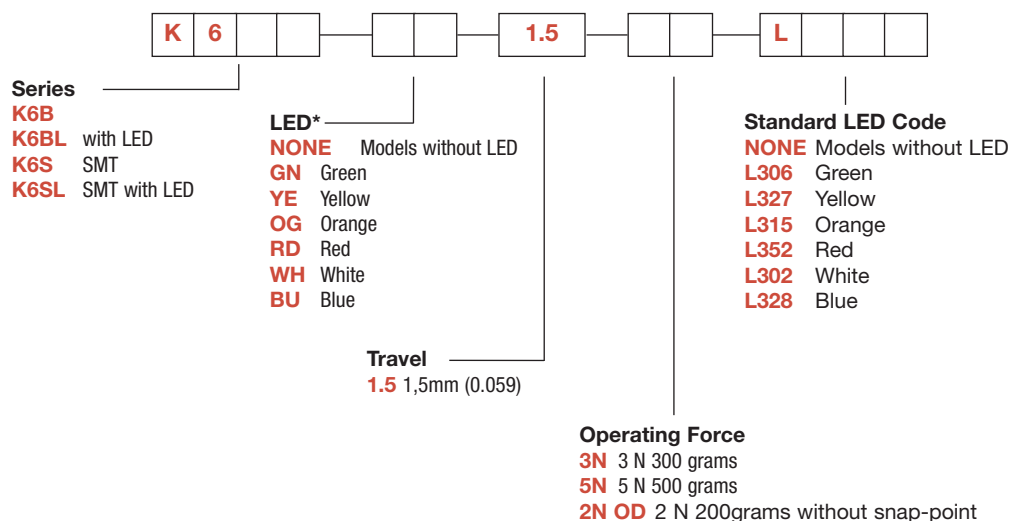 K 6 1.5 L
Series
K6B
K6BL with LED
K6S SMT
K6SL SMT with LED
LED*
NONE Models without LED
GN Green
YE Yellow
OG Orange
RD Red
WH White
BU Blue
Standard LED Code
NONE Models without LED
L306 Green
L327 Yellow
L315 Orange
L352 Red
L302 White
L328 Blue
Travel
1.5 1,5mm (0.059)
Operating Force
3N 3 N 300 grams
5N 5 N 500 grams
2N OD 2 N 200grams without snap-point